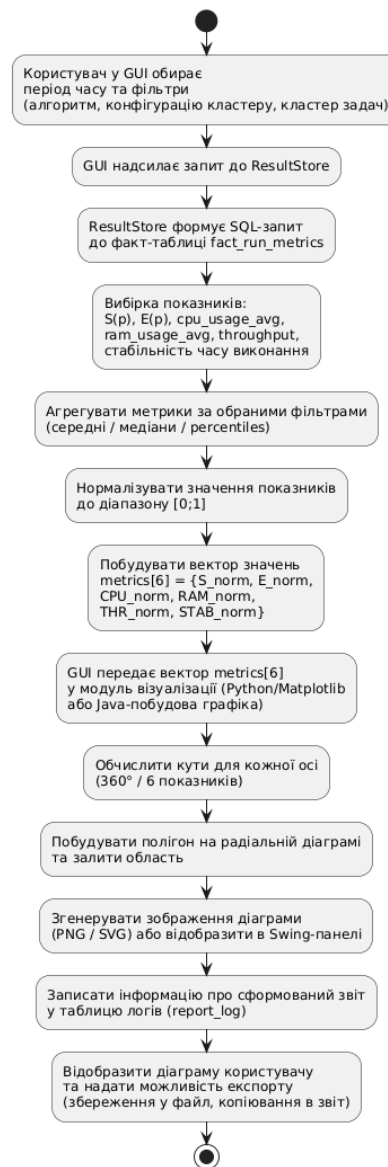 Користувач у GUI обирає
період часу та фільтри
(алгоритм, конфігурацію кластеру, кластер задач)
GUI надсилає запит до ResultStore
ResultStore формує SQL-запит
до факт-таблиці fact_run_metrics
Вибірка показників:
S(p), E(p), cpu_usage_avg,
ram_usage_avg, throughput,
стабільність часу виконання
Агрегувати метрики за обраними фільтрами
(середні / медіани / percentiles)
Нормалізувати значення показників
до діапазону [0;1]
Побудувати вектор значень
metrics[6] = {S_norm, E_norm,
CPU_norm, RAM_norm,
THR_norm, STAB_norm}
GUI передає вектор metrics[6]
у модуль візуалізації (Python/Matplotlib
або Java-побудова графіка)
Обчислити кути для кожної осі
(360° / 6 показників)
Побудувати полігон на радіальній діаграмі
та залити область
Згенерувати зображення діаграми
(PNG / SVG) або відобразити в Swing-панелі
Записати інформацію про сформований звіт
у таблицю логів (report_log)
Відобразити діаграму користувачу
та надати можливість експорту
(збереження у файл, копіювання в звіт)